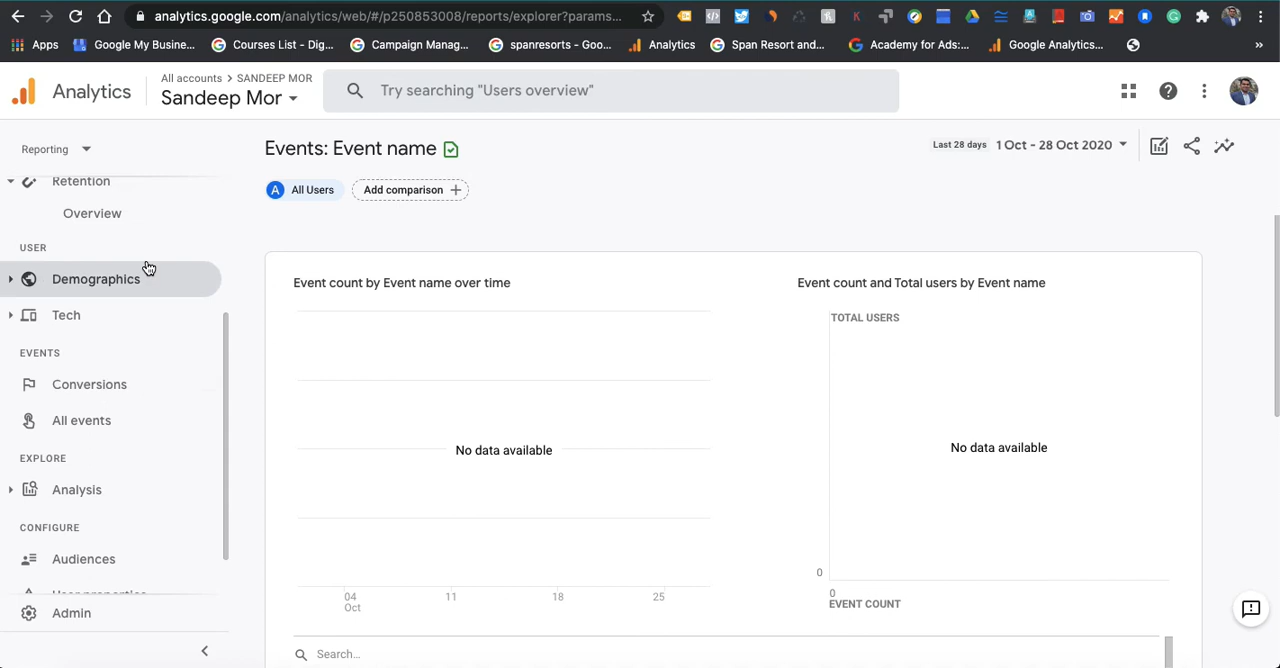 analytics.google.com/analytics/web/#/p250853008/reports/explorer?params...
Apps
Google My Busine...
Courses List - Dig...
Campaign Manag...
spanresorts - Goo...
Analytics
Span Resort and...
Academy for Ads:...
Google Analytics...
»
Analytics
All accounts > SANDEEP MOR
Sandeep Mor
Try searching "Users overview"
Reporting
Events: Event name
Last 28 days 1 Oct - 28 Oct 2020
A All Users
Add comparison +
Retention
Overview
USER
Demographics
Tech
EVENTS
Conversions
All events
EXPLORE
Analysis
CONFIGURE
Audiences
Admin
Event count by Event name over time
No data available
04
Oct
11
18
25
Event count and Total users by Event name
TOTAL USERS
No data available
0
0
EVENT COUNT
Search...